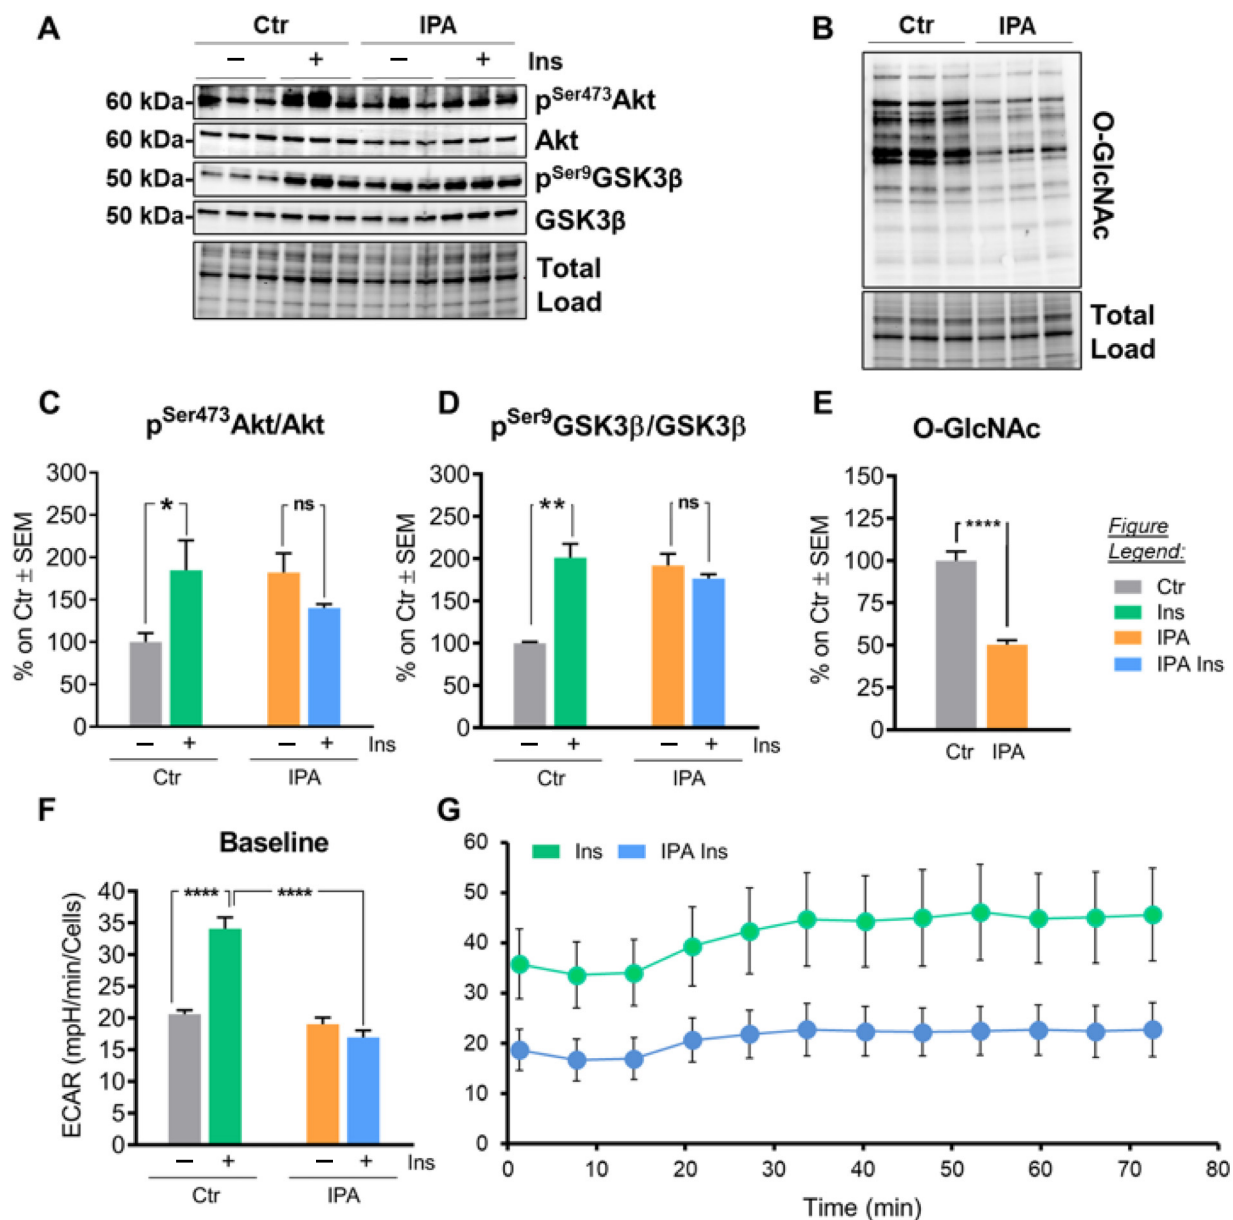 A
Ctr IPA
− + − + Ins
60 kDa- pSer473Akt
60 kDa- Akt
50 kDa- pSer9GSK3β
50 kDa- GSK3β
Total
Load
B
Ctr IPA
O-GlcNAc
Total
Load
C
pSer473Akt/Akt
% on Ctr ± SEM
300
250
200
150
100
50
0
* ns
− + − + Ins
Ctr IPA
D
pSer9GSK3β/GSK3β
% on Ctr ± SEM
300
250
200
150
100
50
0
** ns
− + − + Ins
Ctr IPA
E
O-GlcNAc
% on Ctr ± SEM
150
125
100
75
50
25
0
****
Ctr IPA
Figure
Legend:
Ctr
Ins
IPA
IPA Ins
F
Baseline
ECAR (mpH/min/Cells)
40
35
30
25
20
15
10
5
0
**** ****
− + − + Ins
Ctr IPA
G
Ins IPA Ins
60
50
40
30
20
10
0
0 10 20 30 40 50 60 70 80
Time (min)